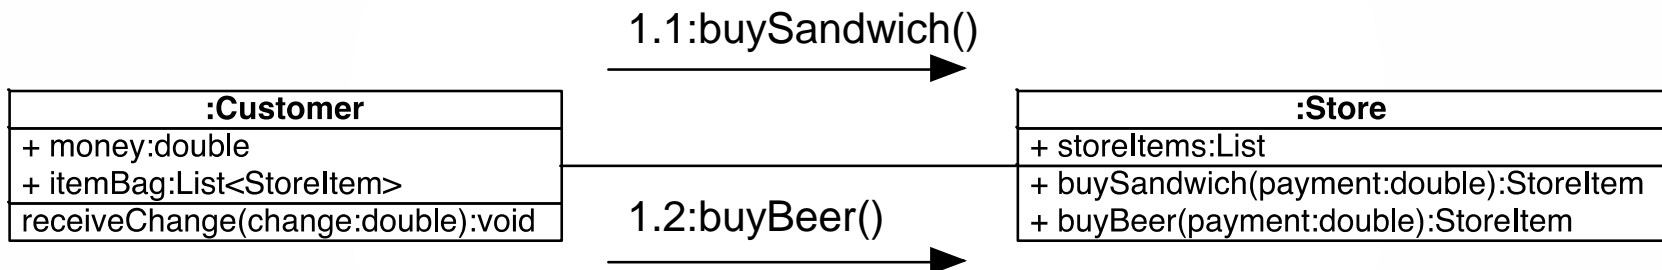 1.1:buySandwich()
:Customer
+ money:double
+ itemBag:List<StoreItem>
receiveChange(change:double):void
:Store
+ storeItems:List
+ buySandwich(payment:double):StoreItem
+ buyBeer(payment:double):StoreItem
1.2:buyBeer()